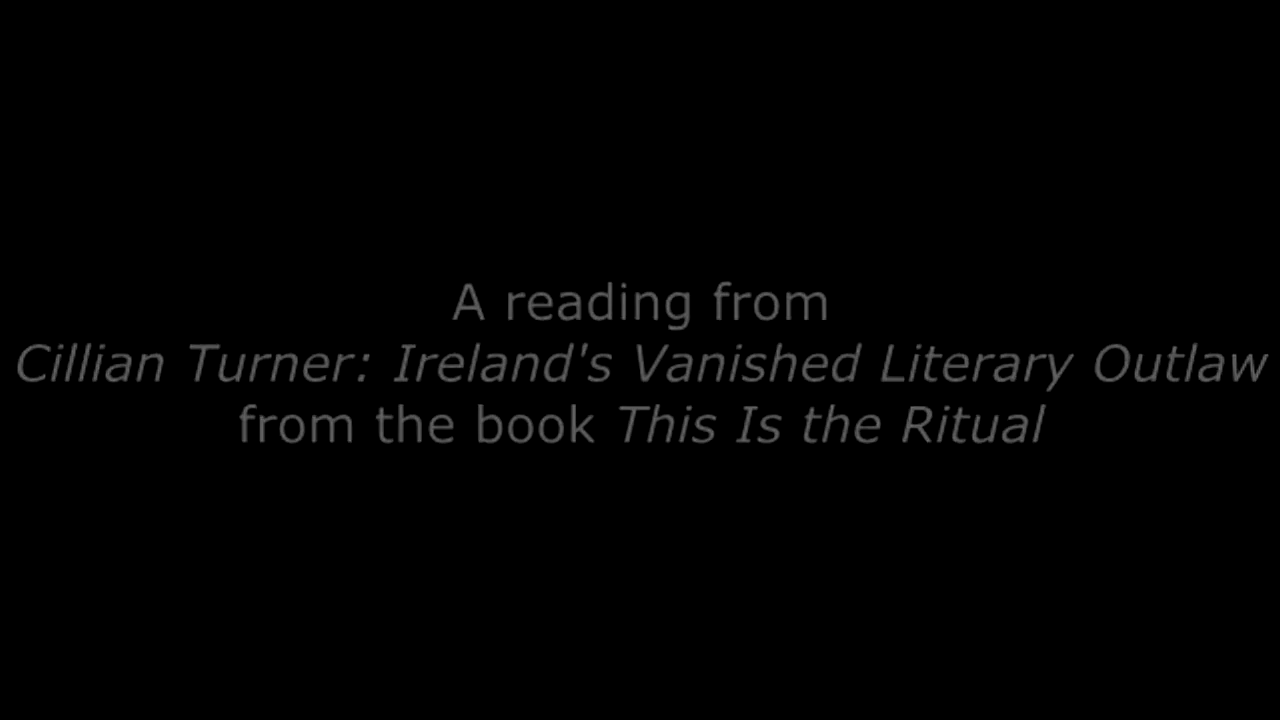 A reading from
Cillian Turner: Ireland's Vanished Literary Outlaw
from the book This Is the Ritual